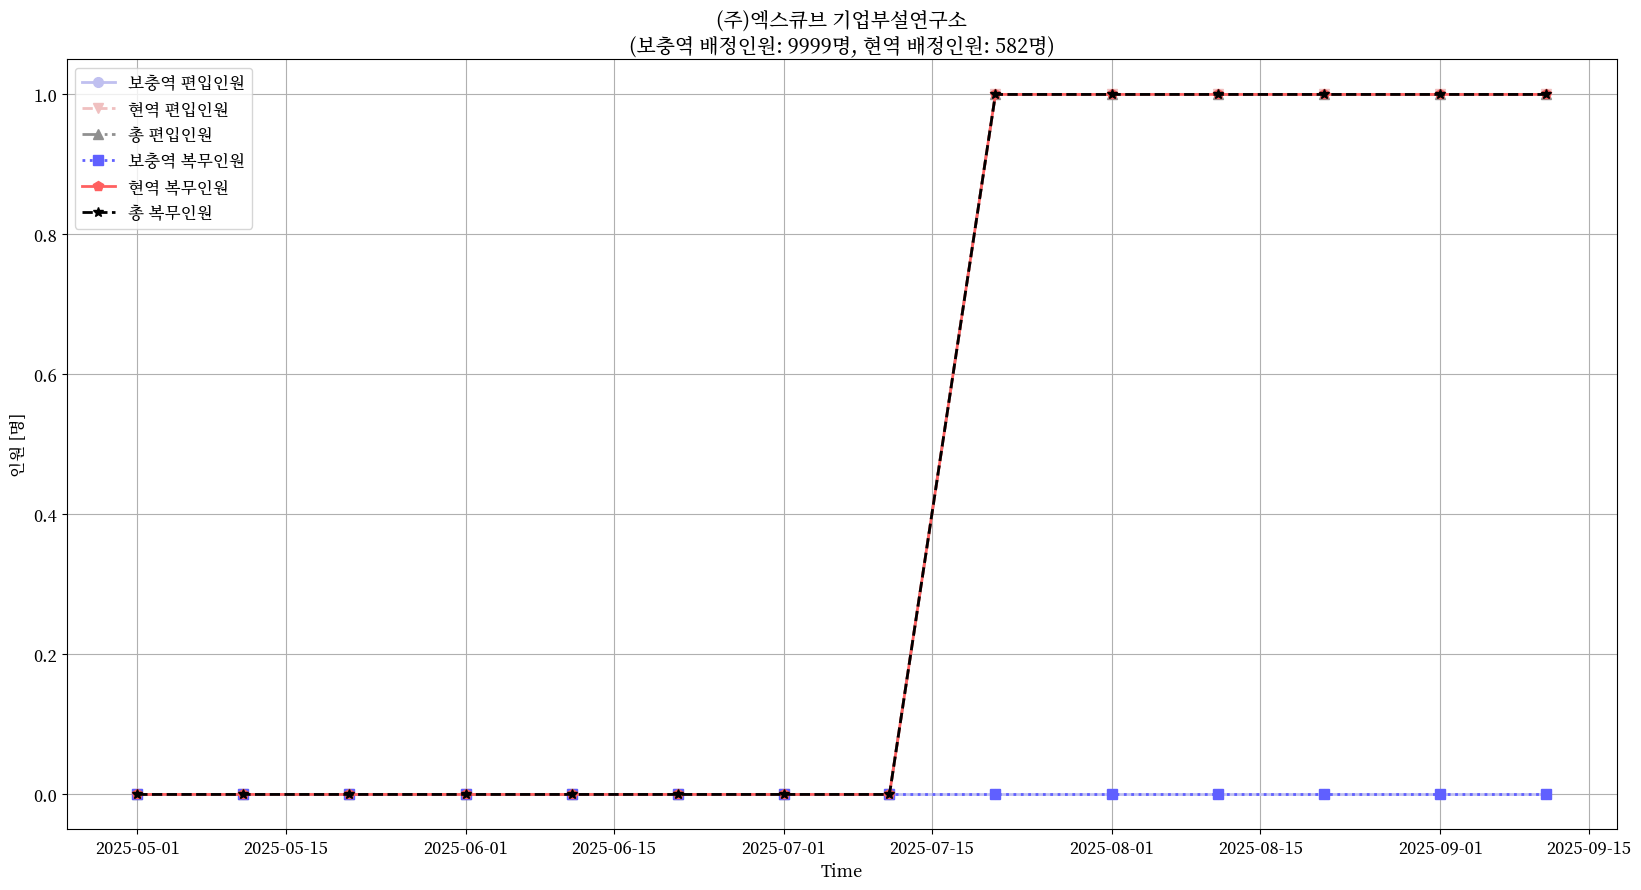 (주)엑스큐브 기업부설연구소
(보충역 배정인원: 9999명, 현역 배정인원: 582명)
보충역 편입인원
현역 편입인원
총 편입인원
보충역 복무인원
현역 복무인원
총 복무인원
1.0
0.8
0.6
0.4
0.2
0.0
인원 [명]
2025-05-01
2025-05-15
2025-06-01
2025-06-15
2025-07-01
2025-07-15
2025-08-01
2025-08-15
2025-09-01
2025-09-15
Time